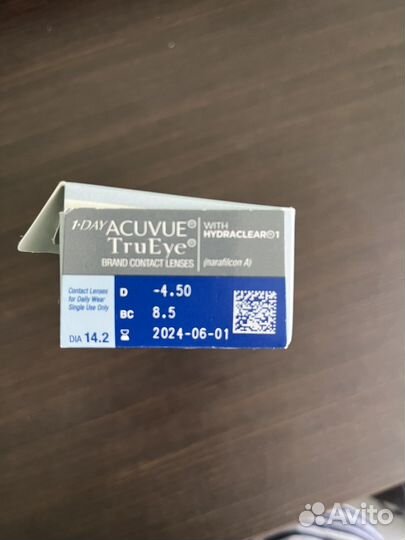 1-DAY ACUVUE®
TruEye®
BRAND CONTACT LENSES
WITH
HYDRACLEAR®1
(narafilcon A)
Contact Lenses
for Daily Wear
Single Use Only
DIA 14.2
D -4.50
BC 8.5
2024-06-01
Avito